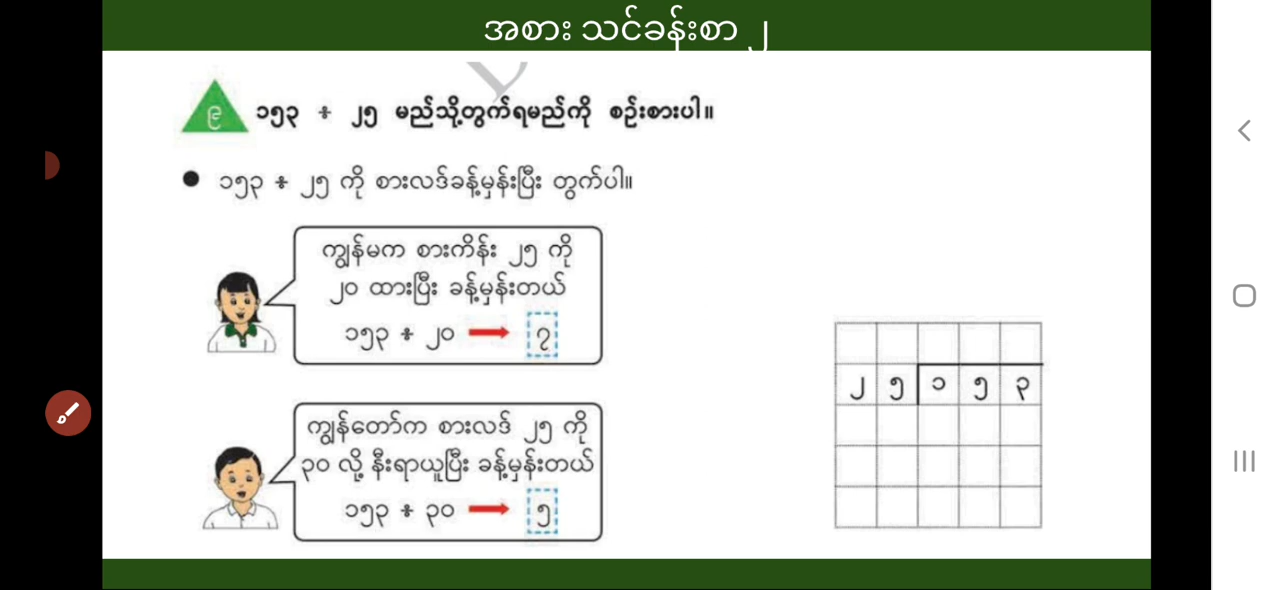 အစား သင်ခန်းစာ ၂
၉ ၁၅၃ ÷ ၂၅ မည်သို့တွက်ရမည်ကို စဉ်းစားပါ။
● ၁၅၃ ÷ ၂၅ ကို စားလဒ်ခန့်မှန်းပြီး တွက်ပါ။
ကျွန်မက စားကိန်း ၂၅ ကို
၂၀ ထားပြီး ခန့်မှန်းတယ်
၁၅၃ ÷ ၂၀ → ၇
ကျွန်တော်က စားလဒ် ၂၅ ကို
၃၀ လို့ နီးရာယူပြီး ခန့်မှန်းတယ်
၁၅၃ ÷ ၃၀ → ၅
၂ ၅ ၁ ၅ ၃